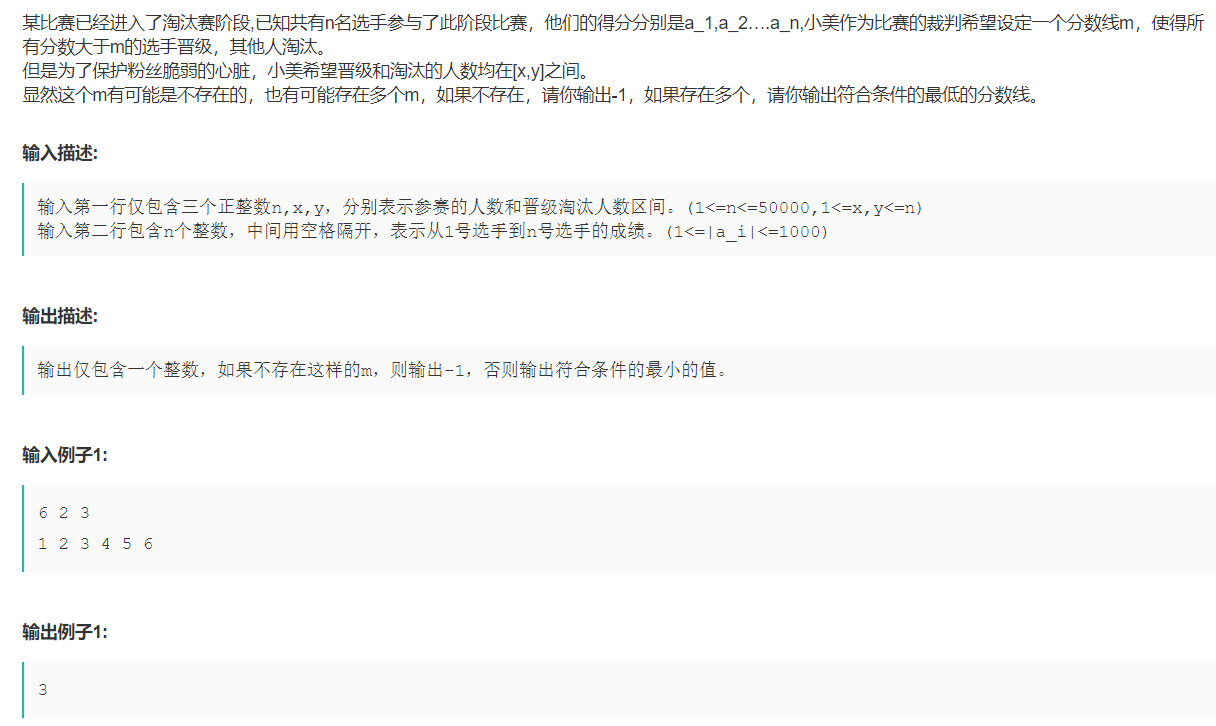 某比赛已经进入了淘汰赛阶段,已知共有n名选手参与了此阶段比赛，他们的得分分别是a_1,a_2….a_n,小美作为比赛的裁判希望设定一个分数线m，使得所
有分数大于m的选手晋级，其他人淘汰。
但是为了保护粉丝脆弱的心脏，小美希望晋级和淘汰的人数均在[x,y]之间。
显然这个m有可能是不存在的，也有可能存在多个m，如果不存在，请你输出-1，如果存在多个，请你输出符合条件的最低的分数线。
输入描述:
输入第一行仅包含三个正整数n,x,y，分别表示参赛的人数和晋级淘汰人数区间。(1<=n<=50000,1<=x,y<=n)
输入第二行包含n个整数，中间用空格隔开，表示从1号选手到n号选手的成绩。(1<=|a_i|<=1000)
输出描述:
输出仅包含一个整数，如果不存在这样的m，则输出-1，否则输出符合条件的最小的值。
输入例子1:
6 2 3
1 2 3 4 5 6
输出例子1:
3